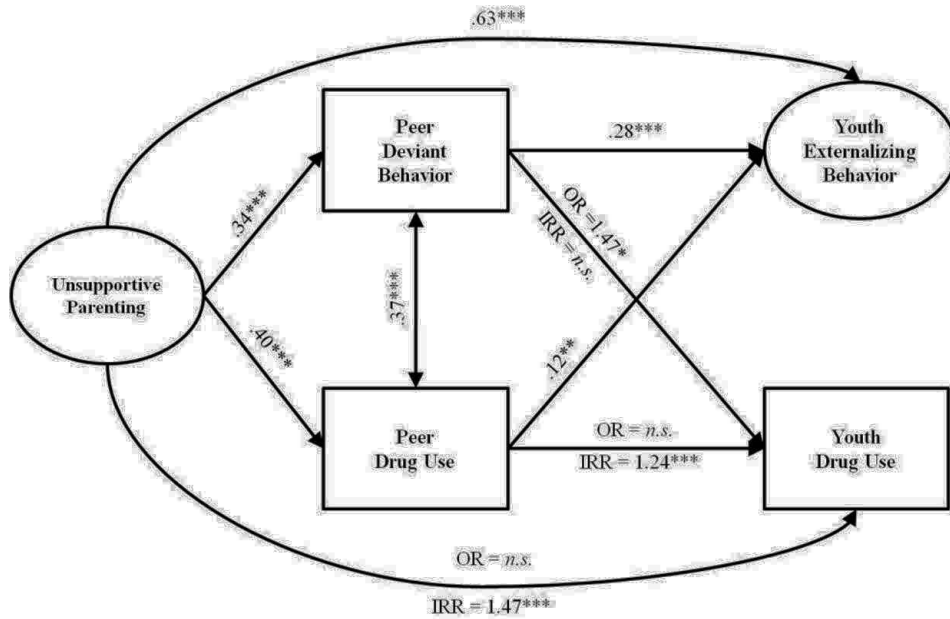 .63***
Peer
Deviant
Behavior
.28***
Youth
Externalizing
Behavior
.34***
OR =1.47*
IRR = n.s.
Unsupportive
Parenting
.37***
.40***
.12**
Peer
Drug Use
OR = n.s.
IRR = 1.24***
Youth
Drug Use
OR = n.s.
IRR = 1.47***